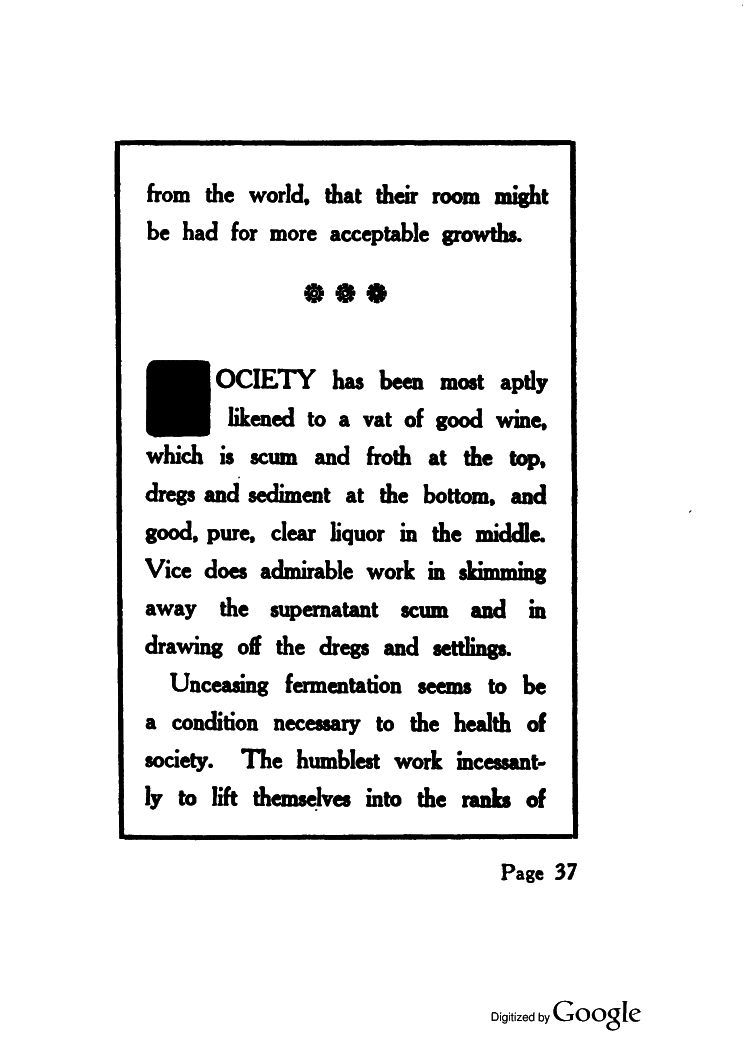 from the world, that their room might
be had for more acceptable growths.
OCIETY has been most aptly
likened to a vat of good wine,
which is scum and froth at the top,
dregs and sediment at the bottom, and
good, pure, clear liquor in the middle.
Vice does admirable work in skimming
away the supernatant scum and in
drawing off the dregs and settlings.
Unceasing fermentation seems to be
a condition necessary to the health of
society. The humblest work incessant-
ly to lift themselves into the ranks of
Page 37
Digitized by Google